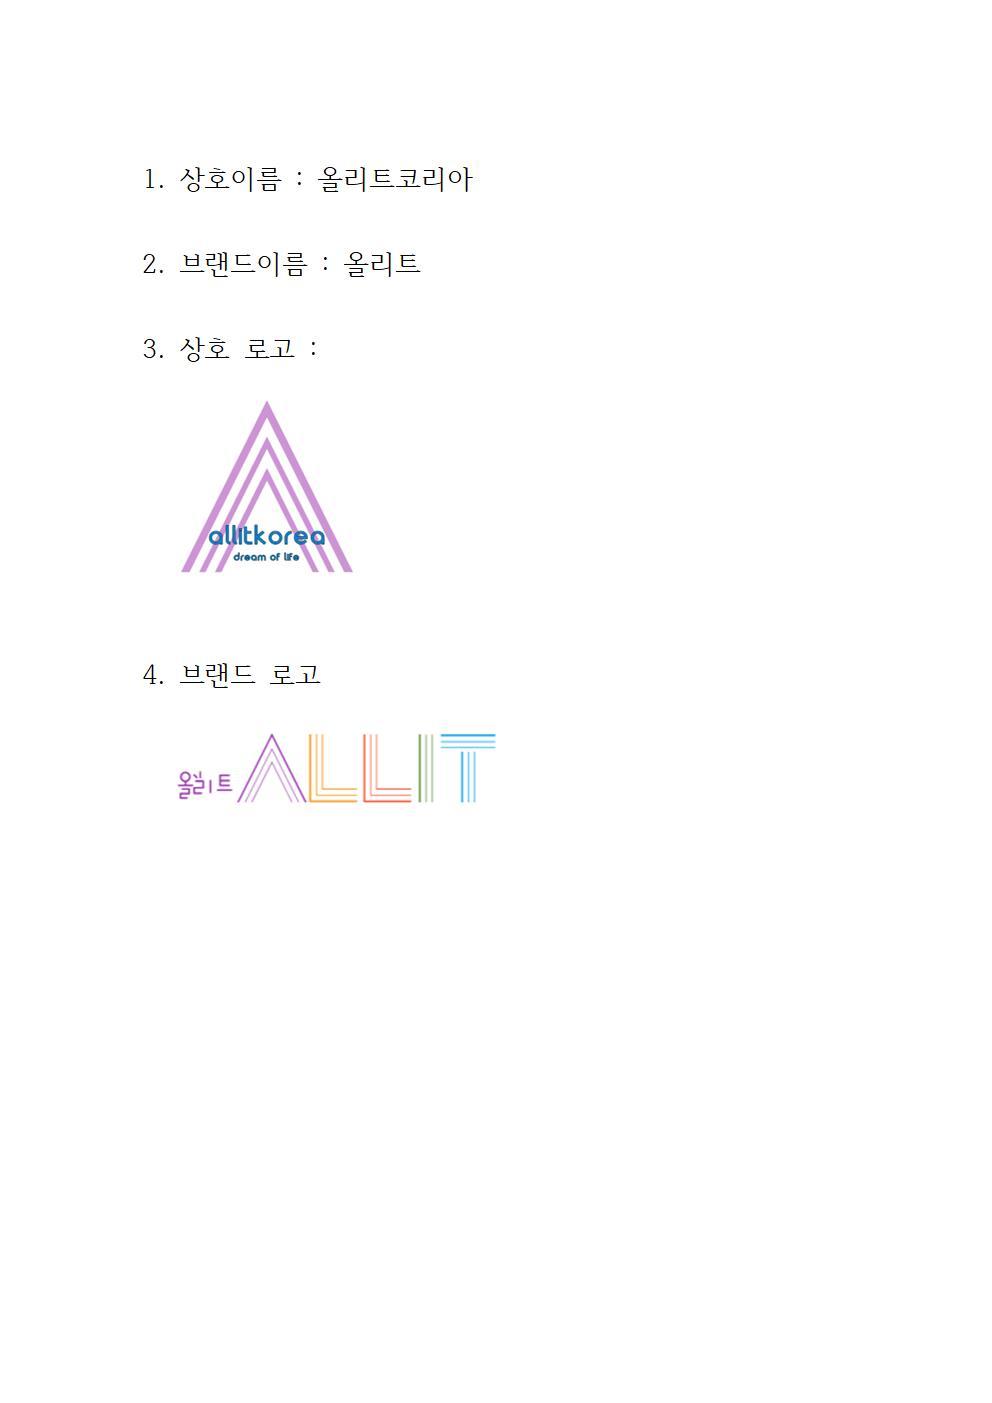 1. 상호이름 : 올리트코리아
2. 브랜드이름 : 올리트
3. 상호 로고 :
allitkorea
dream of life
4. 브랜드 로고
올리트 ALLIT